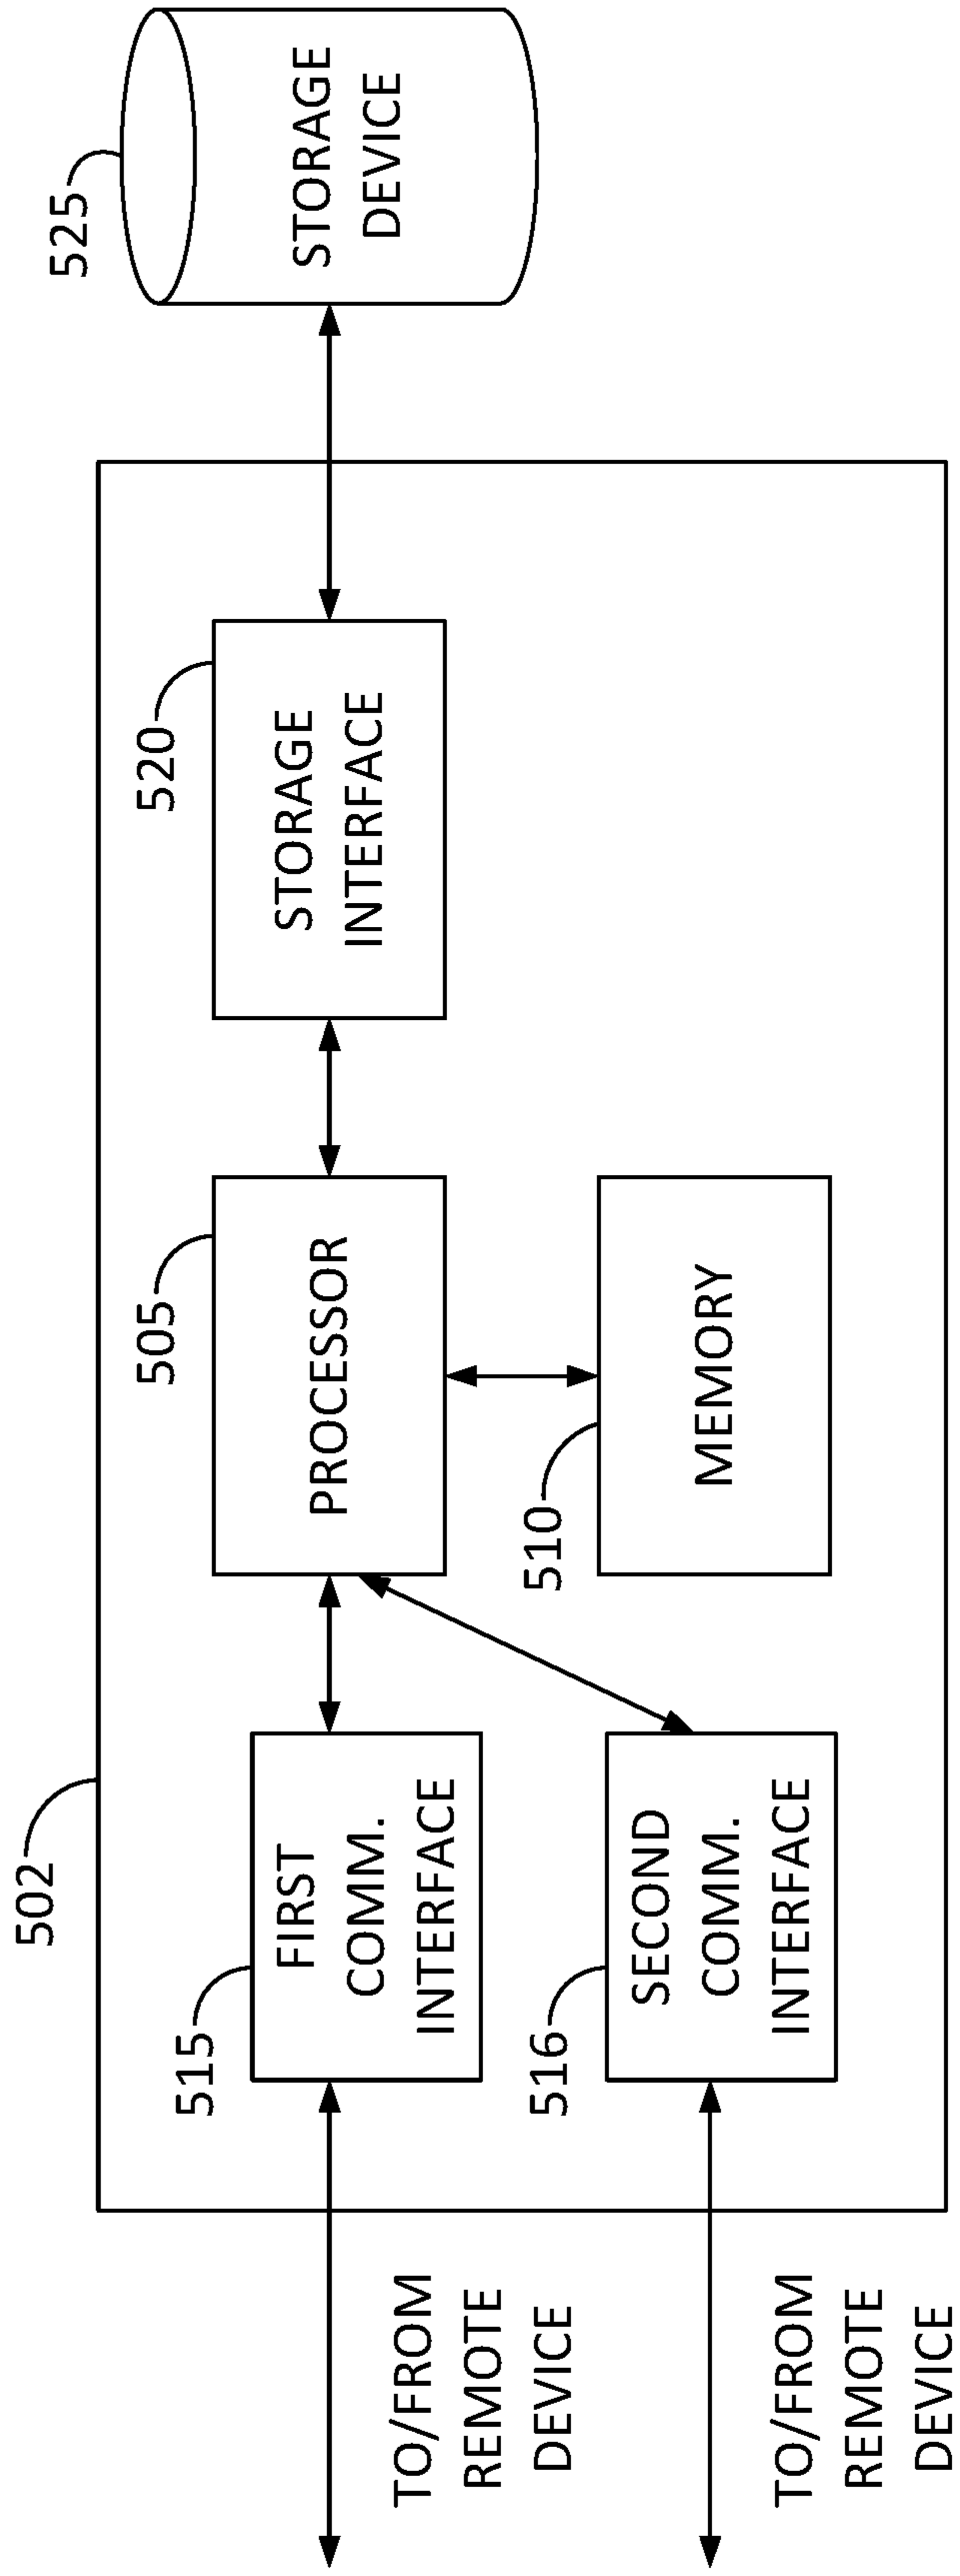 502
TO/FROM
REMOTE
DEVICE
515
FIRST
COMM.
INTERFACE
505
PROCESSOR
520
STORAGE
INTERFACE
525
STORAGE
DEVICE
TO/FROM
REMOTE
DEVICE
516
SECOND
COMM.
INTERFACE
510
MEMORY